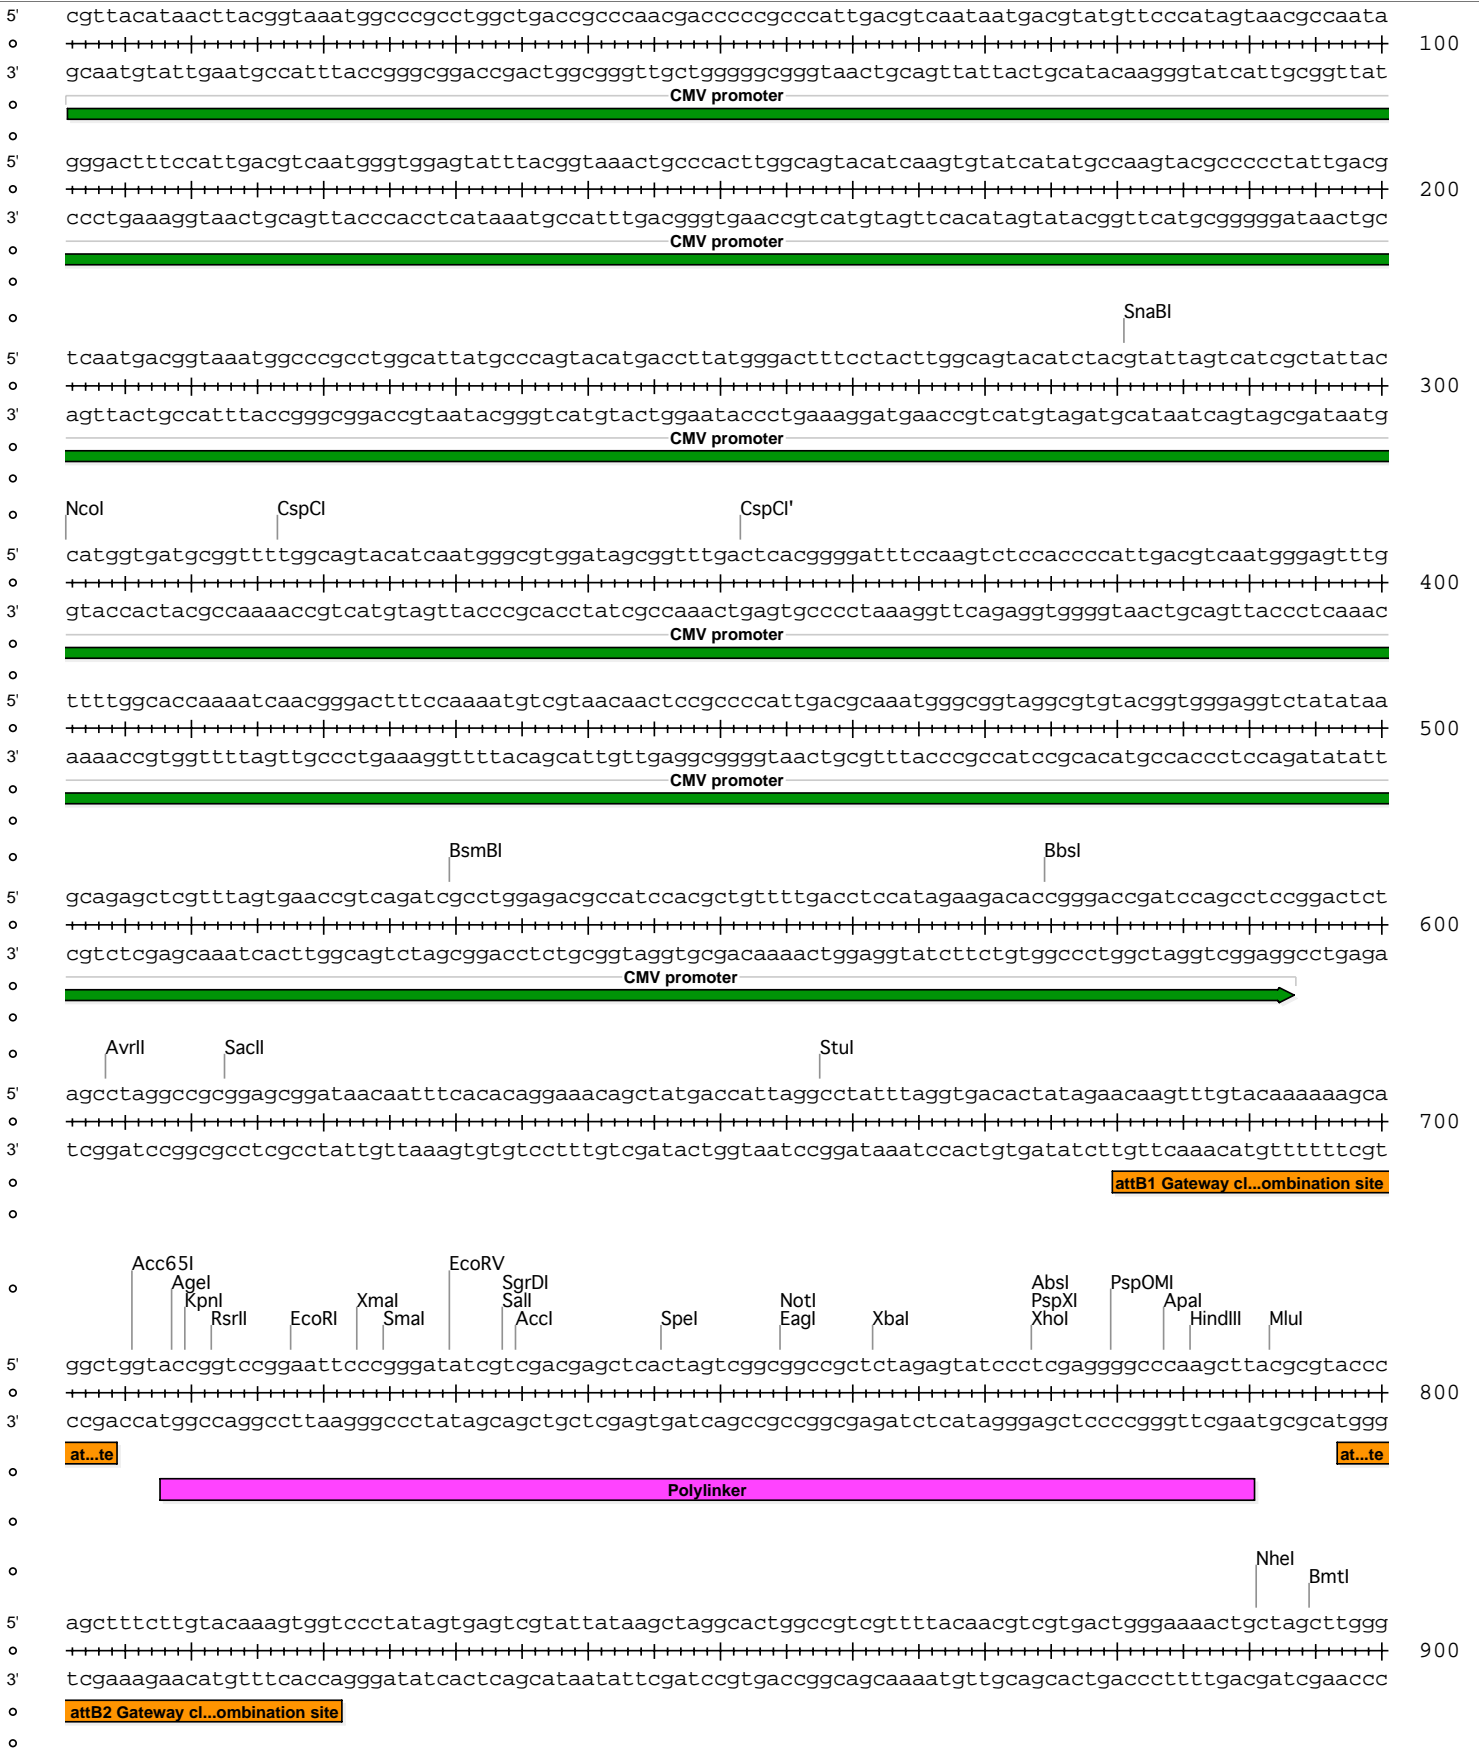 5' cgttacataacttacggtaaatggcccgcctggctgaccgcccaacgacccccgcccattgacgtcaataatgacgtatgttcccatagtaacgccaata
100
3' gcaatgtattgaatgccatttaccgggcggaccgactggcgggttgctgggggcgggtaactgcagttattactgcatacaagggtatcattgcggttat
CMV promoter
5' gggactttccattgacgtcaatgggtggagtatttacggtaaactgcccacttggcagtacatcaagtgtatcatatgccaagtacgccccctattgacg
200
3' ccctgaaaggtaactgcagttacccacctcataaatgccatttgacgggtgaaccgtcatgtagttcacatagtatacggttcatgcgggggataactgc
CMV promoter
SnaBI
5' tcaatgacggtaaatggcccgcctggcattatgcccagtacatgaccttatgggactttcctacttggcagtacatctacgtattagtcatcgctattac
300
3' agttactgccatttaccgggcggaccgtaatacgggtcatgtactggaataccctgaaaggatgaaccgtcatgtagatgcataatcagtagcgataatg
CMV promoter
NcoI CspCI CspCI'
5' catggtgatgcggttttggcagtacatcaatgggcgtggatagcggtttgactcacggggatttccaagtctccaccccattgacgtcaatgggagtttg
400
3' gtaccactacgccaaaaccgtcatgtagttacccgcacctatcgccaaactgagtgcccctaaaggttcagaggtggggtaactgcagttaccctcaaac
CMV promoter
5' ttttggcaccaaaatcaacgggactttccaaaatgtcgtaacaactccgccccattgacgcaaatgggcggtaggcgtgtacggtgggaggtctatataa
500
3' aaaaccgtggttttagttgccctgaaaggttttacagcattgttgaggcggggtaactgcgtttacccgccatccgcacatgccaccctccagatatatt
CMV promoter
BsmBI BbsI
5' gcagagctcgtttagtgaaccgtcagatcgcctggagacgccatccacgctgttttgacctccatagaagacaccgggaccgatccagcctccggactct
600
3' cgtctcgagcaaatcacttggcagtctagcggacctctgcggtaggtgcgacaaaactggaggtatcttctgtggccctggctaggtcggaggcctgaga
CMV promoter
AvrII SacII StuI
5' agcctaggccgcggagcggataacaatttcacacaggaaacagctatgaccattaggcctatttaggtgacactatagaacaagtttgtacaaaaaagca
700
3' tcggatccggcgcctcgcctattgttaaagtgtgtcctttgtcgatactggtaatccggataaatccactgtgatatcttgttcaaacatgttttttcgt
attB1 Gateway cl...ombination site
Acc65I EcoRV
AgeI SgrDI AbsI PspOMI
KpnI XmaI SalI NotI PspXI ApaI
RsrII EcoRI SmaI AccI SpeI EagI XbaI XhoI HindIII MluI
5' ggctggtaccggtccggaattcccgggatatcgtcgacgagctcactagtcggcggccgctctagagtatccctcgaggggcccaagcttacgcgtaccc
800
3' ccgaccatggccaggccttaagggccctatagcagctgctcgagtgatcagccgccggcgagatctcatagggagctccccgggttcgaatgcgcatggg
at...te at...te
Polylinker
NheI
BmtI
5' agctttcttgtacaaagtggtccctatagtgagtcgtattataagctaggcactggccgtcgttttacaacgtcgtgactgggaaaactgctagcttggg
900
3' tcgaaagaacatgtttcaccagggatatcactcagcataatattcgatccgtgaccggcagcaaaatgttgcagcactgacccttttgacgatcgaaccc
attB2 Gateway cl...ombination site